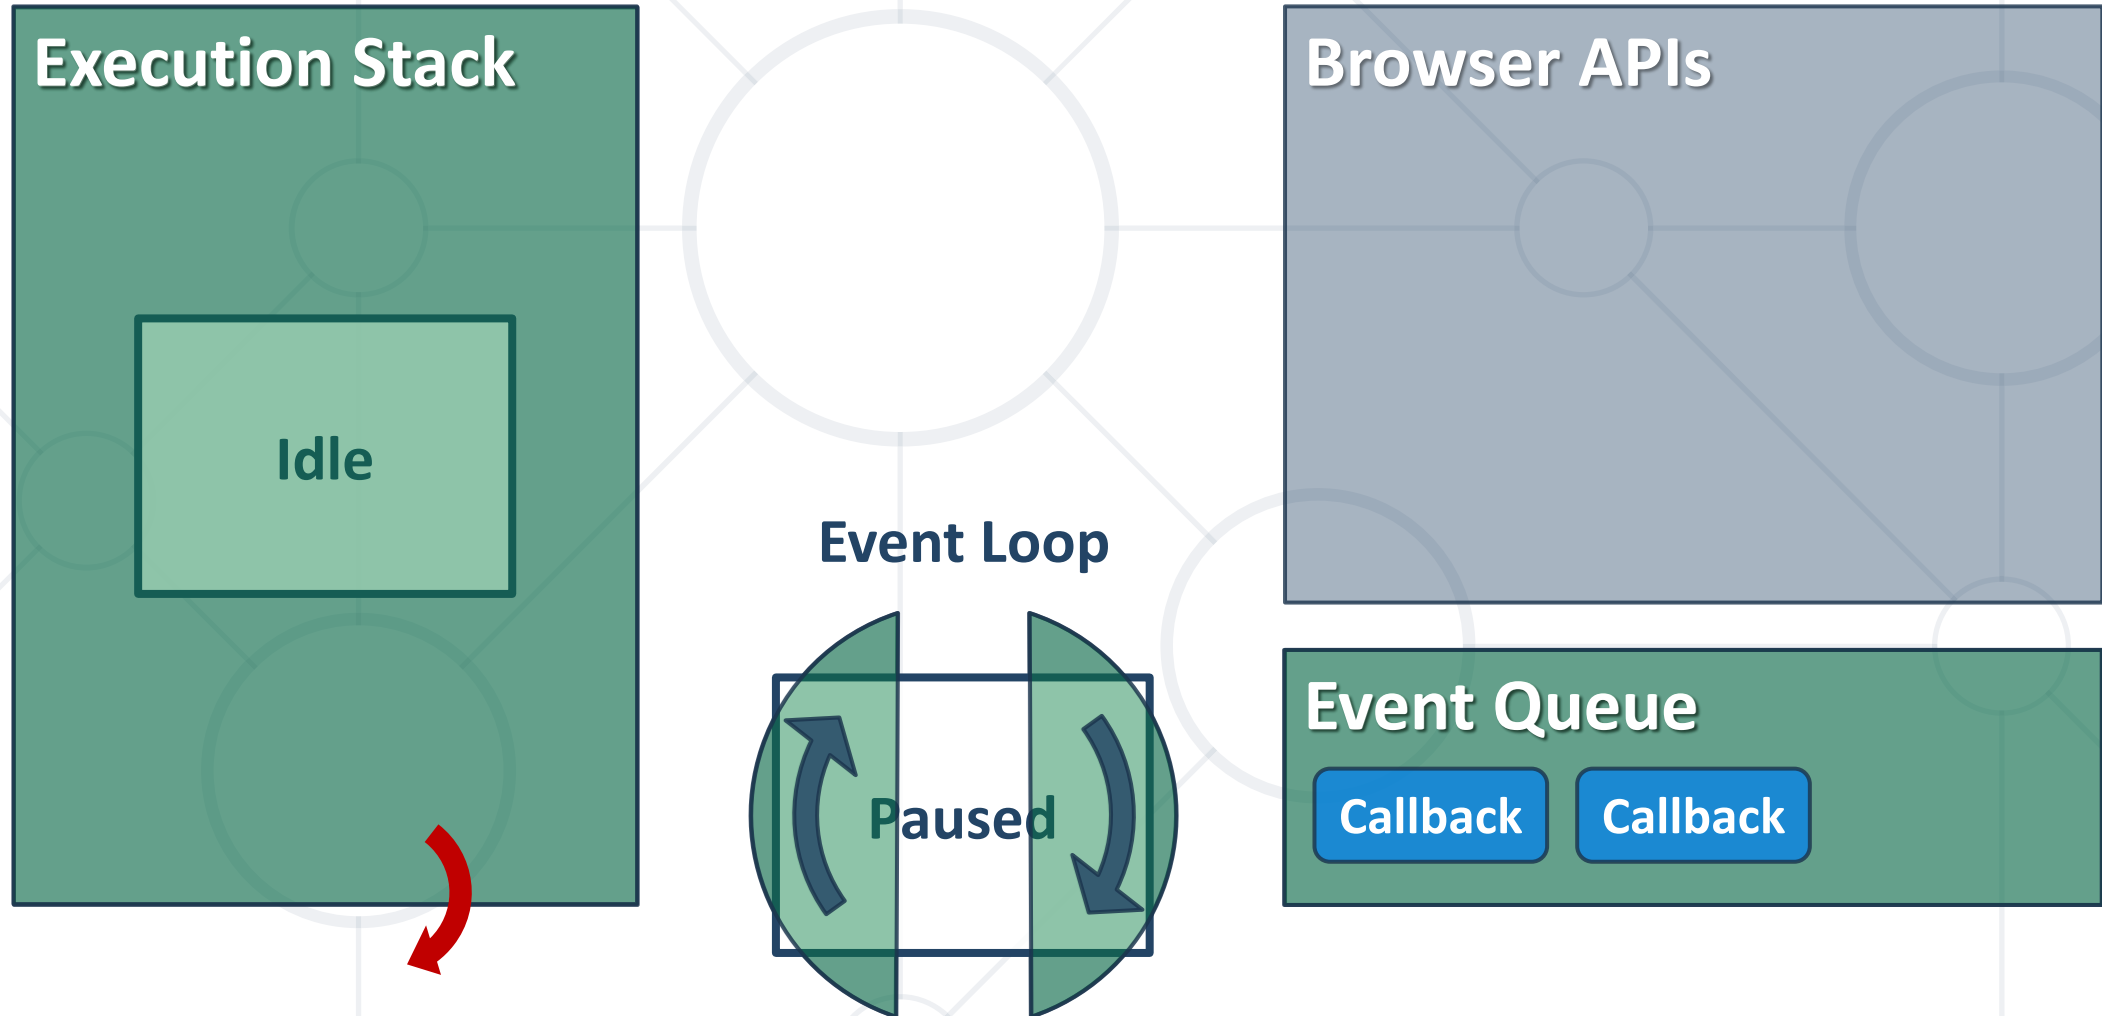 Execution Stack
Idle
Event Loop
Paused
Browser APIs
Event Queue
Callback
Callback